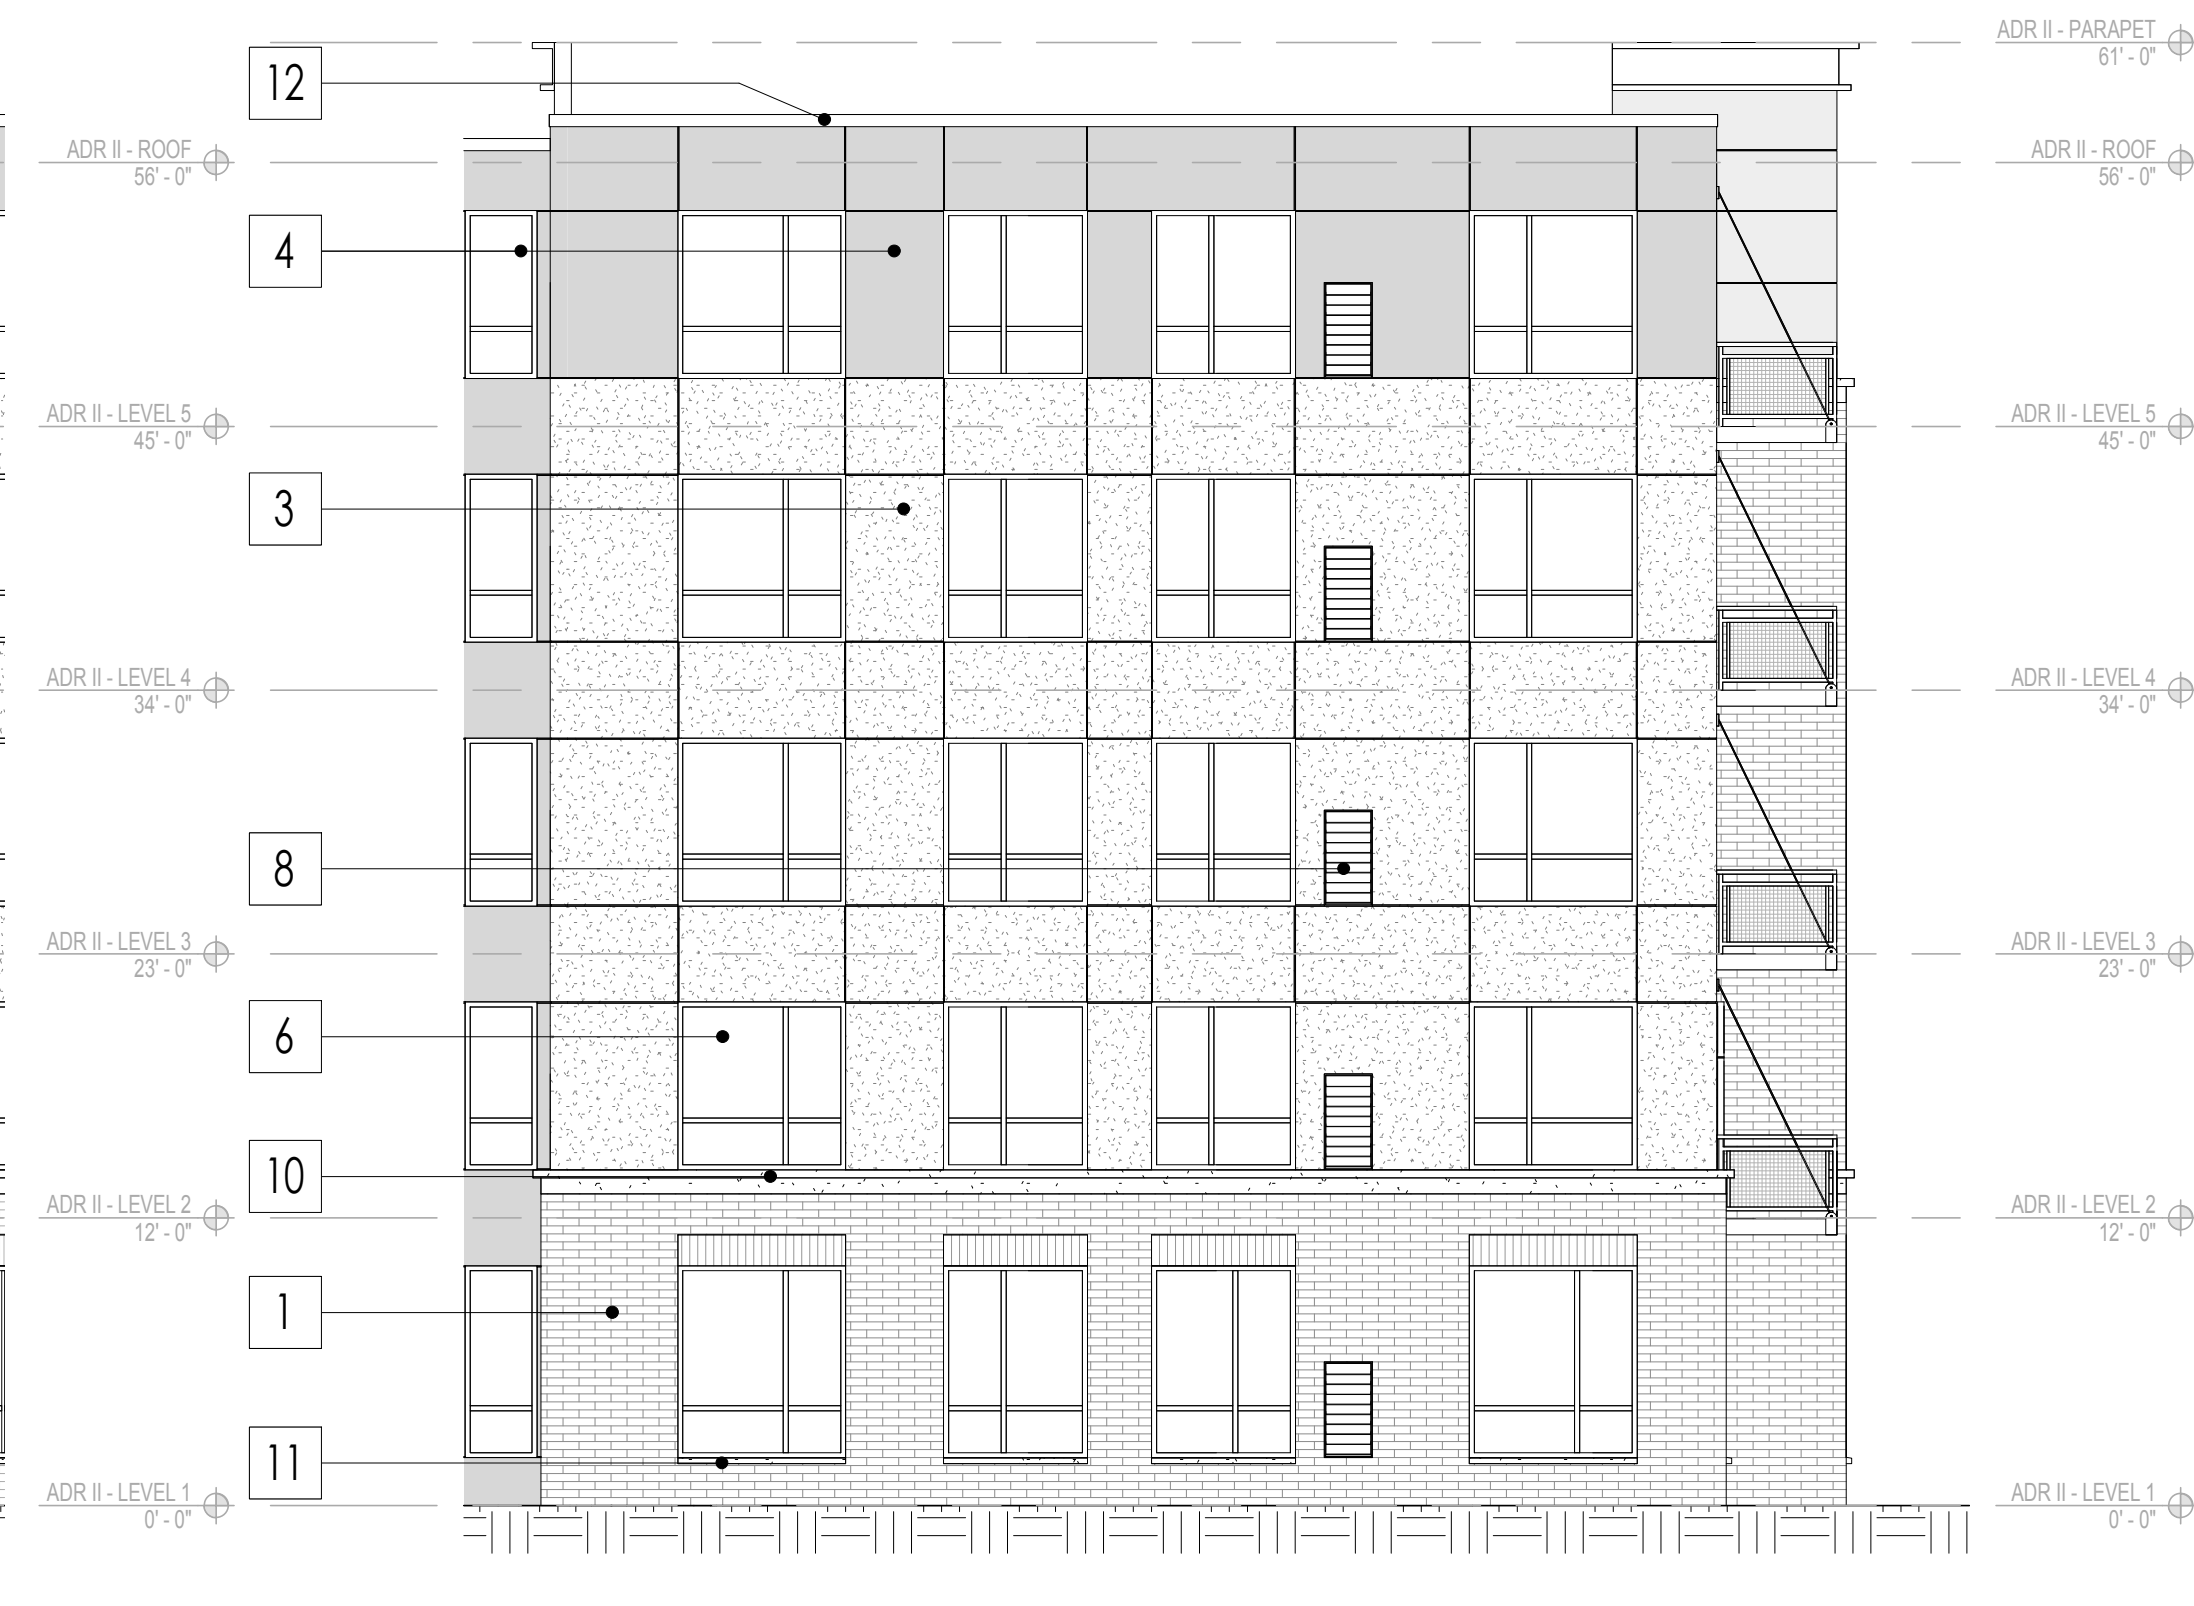 ADR II - PARAPET
61' - 0"
12
ADR II - ROOF
56' - 0"
ADR II - ROOF
56' - 0"
4
ADR II - LEVEL 5
45' - 0"
ADR II - LEVEL 5
45' - 0"
3
ADR II - LEVEL 4
34' - 0"
ADR II - LEVEL 4
34' - 0"
8
ADR II - LEVEL 3
23' - 0"
ADR II - LEVEL 3
23' - 0"
6
10
ADR II - LEVEL 2
12' - 0"
ADR II - LEVEL 2
12' - 0"
1
11
ADR II - LEVEL 1
0' - 0"
ADR II - LEVEL 1
0' - 0"